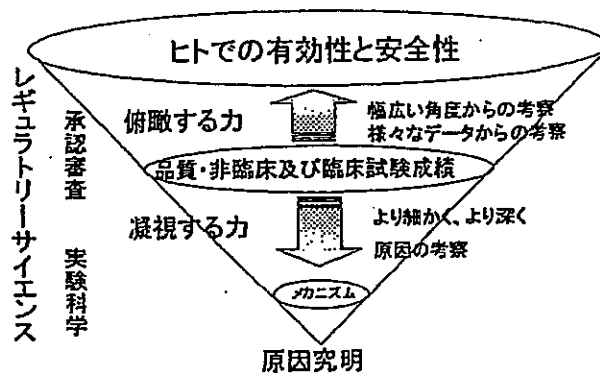 ヒトでの有効性と安全性
レギュラトリーサイエンス
承認審査
実験科学
俯瞰する力
幅広い角度からの考察
様々なデータからの考察
品質・非臨床及び臨床試験成績
凝視する力
より細かく、より深く
原因の考察
メカニズム
原因究明